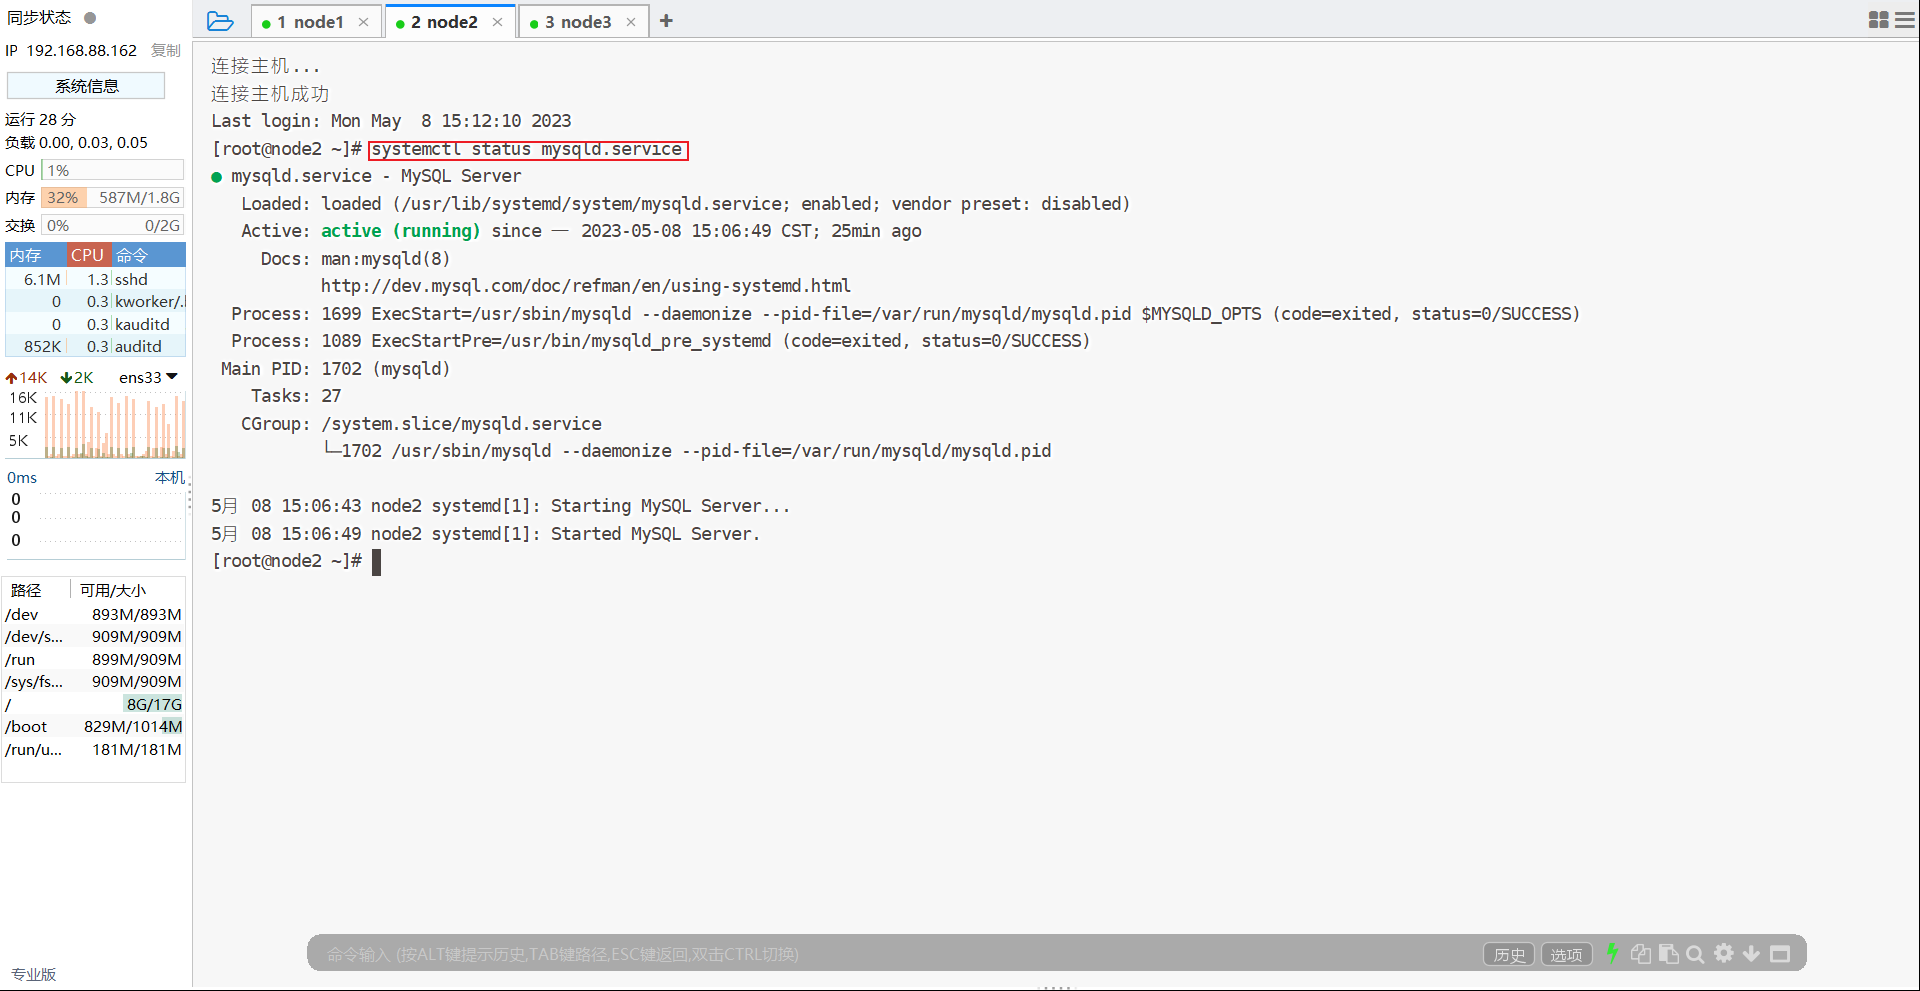 同步状态
IP 192.168.88.162 复制
系统信息
运行 28 分
负载 0.00, 0.03, 0.05
CPU 1%
内存 32% 587M/1.8G
交换 0% 0/2G
内存 CPU 命令
6.1M 1.3 sshd
0 0.3 kworker/.
0 0.3 kauditd
852K 0.3 auditd
14K 2K ens33
16K
11K
5K
0ms 本机
0
0
0
路径 可用/大小
/dev 893M/893M
/dev/s... 909M/909M
/run 899M/909M
/sys/fs... 909M/909M
/ 8G/17G
/boot 829M/1014M
/run/u... 181M/181M
专业版
1 node1 2 node2 3 node3
连接主机...
连接主机成功
Last login: Mon May  8 15:12:10 2023
[root@node2 ~]# systemctl status mysqld.service
● mysqld.service - MySQL Server
Loaded: loaded (/usr/lib/systemd/system/mysqld.service; enabled; vendor preset: disabled)
Active: active (running) since 一 2023-05-08 15:06:49 CST; 25min ago
Docs: man:mysqld(8)
http://dev.mysql.com/doc/refman/en/using-systemd.html
Process: 1699 ExecStart=/usr/sbin/mysqld --daemonize --pid-file=/var/run/mysqld/mysqld.pid $MYSQLD_OPTS (code=exited, status=0/SUCCESS)
Process: 1089 ExecStartPre=/usr/bin/mysqld_pre_systemd (code=exited, status=0/SUCCESS)
Main PID: 1702 (mysqld)
Tasks: 27
CGroup: /system.slice/mysqld.service
└─1702 /usr/sbin/mysqld --daemonize --pid-file=/var/run/mysqld/mysqld.pid
5月 08 15:06:43 node2 systemd[1]: Starting MySQL Server...
5月 08 15:06:49 node2 systemd[1]: Started MySQL Server.
[root@node2 ~]#
命令输入 (按ALT键提示历史,TAB键路径,ESC键返回,双击CTRL切换)
历史 选项